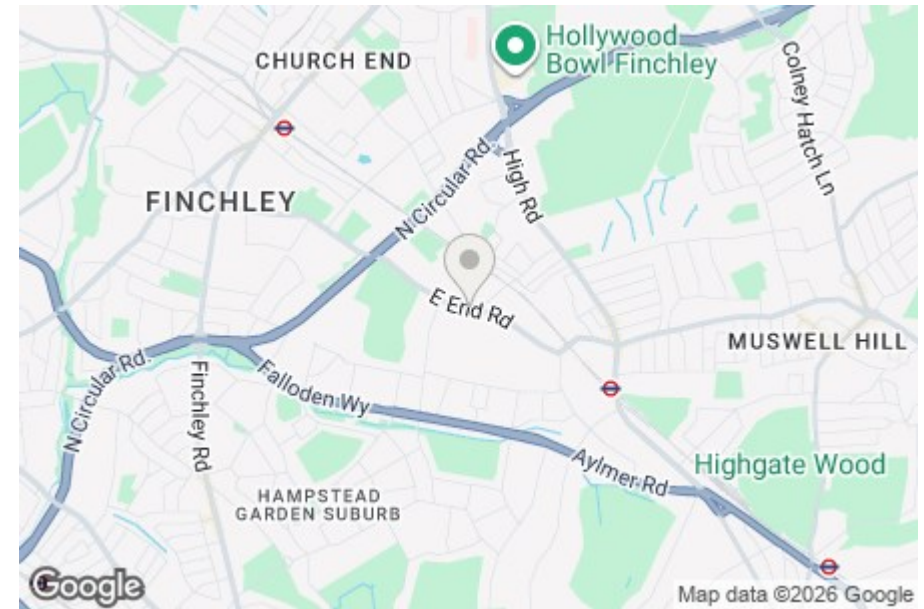 CHURCH END
Hollywood
Bowl Finchley
Colney Hatch Ln
FINCHLEY
N Circular Rd.
High Rd
E End Rd
MUSWELL HILL
N Circular Rd.
Finchley Rd
Falloden Wy
Aylmer Rd
Highgate Wood
HAMPSTEAD
GARDEN SUBURB
Google
Map data ©2026 Google